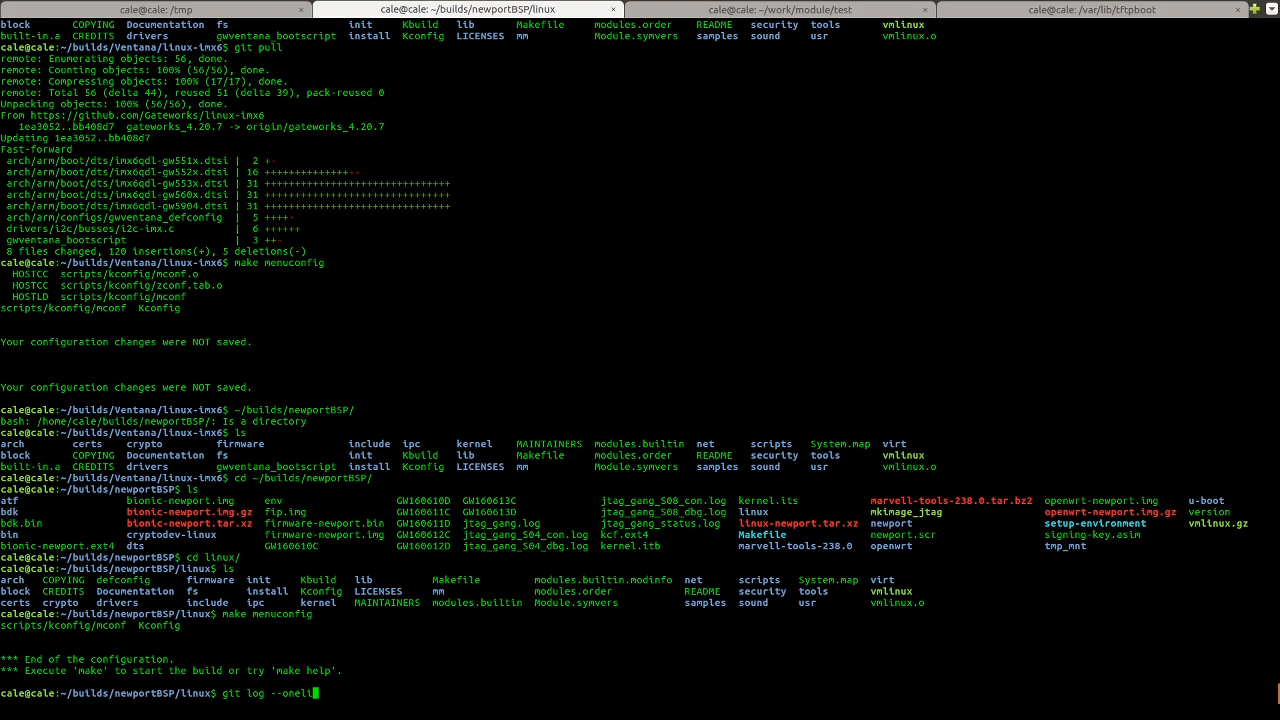 cale@cale: /tmp × cale@cale: ~/builds/newportBSP/linux × cale@cale: ~/work/module/test × cale@cale: /var/lib/tftpboot ×
block COPYING Documentation fs init Kbuild lib Makefile modules.order README security tools vmlinux
built-in.a CREDITS drivers gwventana_bootscript install Kconfig LICENSES mm Module.symvers samples sound usr vmlinux.o
cale@cale:~/builds/Ventana/linux-imx6$ git pull
remote: Enumerating objects: 56, done.
remote: Counting objects: 100% (56/56), done.
remote: Compressing objects: 100% (17/17), done.
remote: Total 56 (delta 44), reused 51 (delta 39), pack-reused 0
Unpacking objects: 100% (56/56), done.
From https://github.com/Gateworks/linux-imx6
1ea3052..bb408d7 gateworks_4.20.7 -> origin/gateworks_4.20.7
Updating 1ea3052..bb408d7
Fast-forward
arch/arm/boot/dts/imx6qdl-gw551x.dtsi | 2 +-
arch/arm/boot/dts/imx6qdl-gw552x.dtsi | 16 ++++++++++++++--
arch/arm/boot/dts/imx6qdl-gw553x.dtsi | 31 +++++++++++++++++++++++++++++++
arch/arm/boot/dts/imx6qdl-gw560x.dtsi | 31 +++++++++++++++++++++++++++++++
arch/arm/boot/dts/imx6qdl-gw5904.dtsi | 31 +++++++++++++++++++++++++++++++
arch/arm/configs/gwventana_defconfig | 5 ++++-
drivers/i2c/busses/i2c-imx.c | 6 ++++++
gwventana_bootscript | 3 ++-
8 files changed, 120 insertions(+), 5 deletions(-)
cale@cale:~/builds/Ventana/linux-imx6$ make menuconfig
HOSTCC scripts/kconfig/mconf.o
HOSTCC scripts/kconfig/zconf.tab.o
HOSTLD scripts/kconfig/mconf
scripts/kconfig/mconf Kconfig
Your configuration changes were NOT saved.
Your configuration changes were NOT saved.
cale@cale:~/builds/Ventana/linux-imx6$ ~/builds/newportBSP/
bash: /home/cale/builds/newportBSP/: Is a directory
cale@cale:~/builds/Ventana/linux-imx6$ ls
arch certs crypto firmware include ipc kernel MAINTAINERS modules.builtin net scripts System.map virt
block COPYING Documentation fs init Kbuild lib Makefile modules.order README security tools vmlinux
built-in.a CREDITS drivers gwventana_bootscript install Kconfig LICENSES mm Module.symvers samples sound usr vmlinux.o
cale@cale:~/builds/Ventana/linux-imx6$ cd ~/builds/newportBSP/
cale@cale:~/builds/newportBSP$ ls
atf bionic-newport.img env GW160610D GW160613C jtag_gang_S08_con.log kernel.its marvell-tools-238.0.tar.bz2 openwrt-newport.img u-boot
bdk bionic-newport.img.gz fip.img GW160611C GW160613D jtag_gang_S08_dbg.log linux mkimage_jtag openwrt-newport.img.gz version
bdk.bin bionic-newport.tar.xz firmware-newport.bin GW160611D jtag_gang.log jtag_gang_status.log linux-newport.tar.xz newport setup-environment vmlinux.gz
bin cryptodev-linux firmware-newport.img GW160612C jtag_gang_S04_con.log kcf.ext4 Makefile newport.scr signing-key.asim
bionic-newport.ext4 dts GW160610C GW160612D jtag_gang_S04_dbg.log kernel.itb marvell-tools-238.0 openwrt tmp_mnt
cale@cale:~/builds/newportBSP$ cd linux/
cale@cale:~/builds/newportBSP/linux$ ls
arch COPYING defconfig firmware init Kbuild lib Makefile modules.builtin.modinfo net scripts System.map virt
block CREDITS Documentation fs install Kconfig LICENSES mm modules.order README security tools vmlinux
certs crypto drivers include ipc kernel MAINTAINERS modules.builtin Module.symvers samples sound usr vmlinux.o
cale@cale:~/builds/newportBSP/linux$ make menuconfig
scripts/kconfig/mconf Kconfig
*** End of the configuration.
*** Execute 'make' to start the build or try 'make help'.
cale@cale:~/builds/newportBSP/linux$ git log --oneli